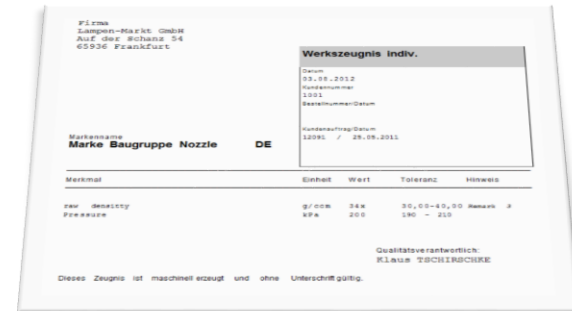 Firma
Lampen-Markt GmbH
Auf der Schanz 54
65936 Frankfurt
Werkszeugnis indiv.
Datum
03.08.2012
Kundennummer
1001
Bestellnummer/Datum
Kundenauftrag/Datum
12091 / 29.09.2011
Markenname
Marke Baugruppe Nozzle DE
Merkmal Einheit Wert Toleranz Hinweis
raw density g/ccm 34 30,00-40,00 Remark
Pressure kPa 200 190 - 210
Qualitätsverantwortlich:
Klaus TSCHIRSCHKE
Dieses Zeugnis ist maschinell erzeugt und ohne Unterschrift gültig.